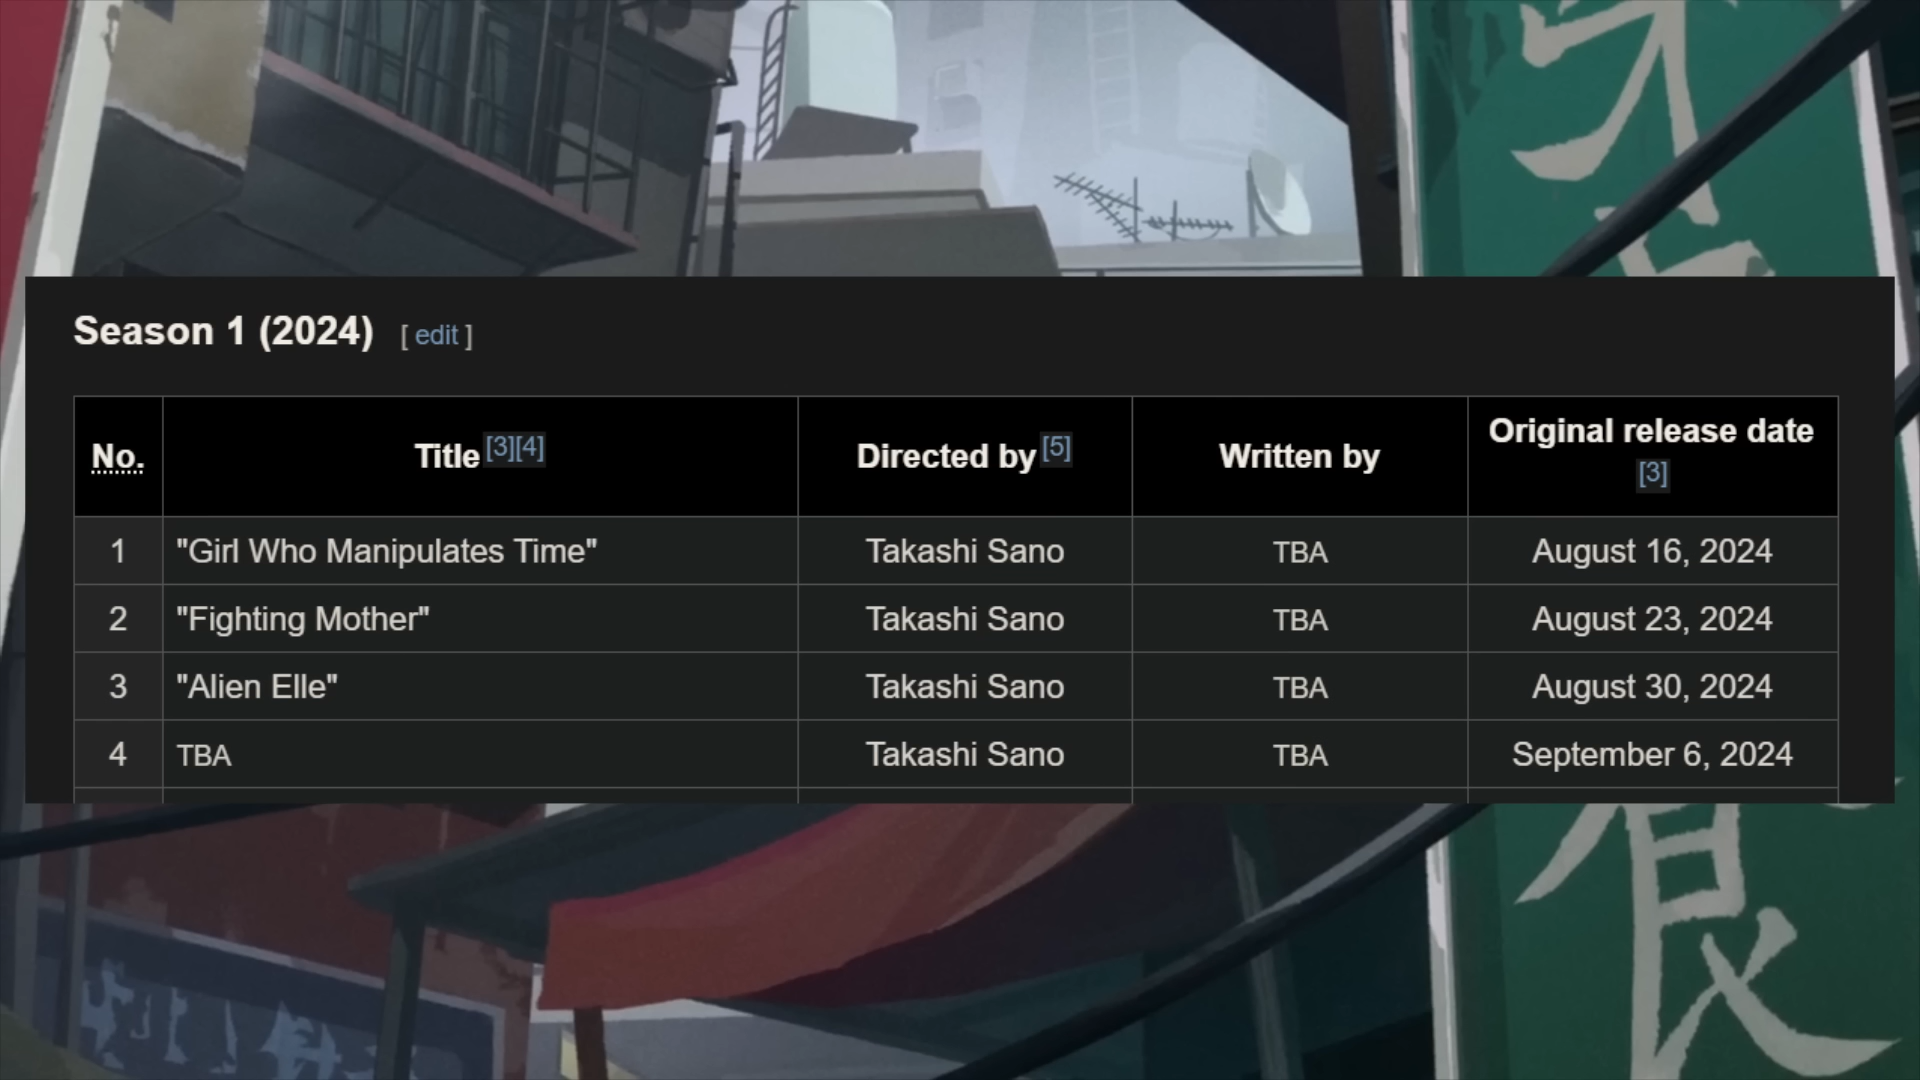 Season 1 (2024) [ edit ]
No. Title [3][4] Directed by [5] Written by Original release date [3]
1 "Girl Who Manipulates Time" Takashi Sano TBA August 16, 2024
2 "Fighting Mother" Takashi Sano TBA August 23, 2024
3 "Alien Elle" Takashi Sano TBA August 30, 2024
4 TBA Takashi Sano TBA September 6, 2024
食